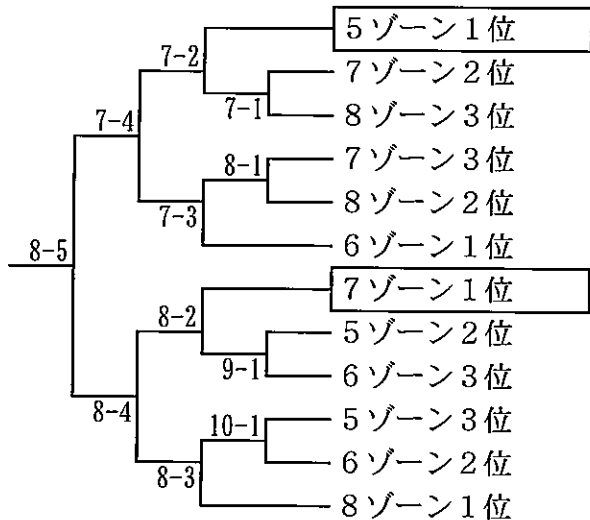 5ゾーン1位
7-2
7ゾーン2位
7-1
8ゾーン3位
7-4
7ゾーン3位
8-1
8ゾーン2位
7-3
6ゾーン1位
8-5
7ゾーン1位
8-2
5ゾーン2位
9-1
6ゾーン3位
8-4
5ゾーン3位
10-1
6ゾーン2位
8-3
8ゾーン1位